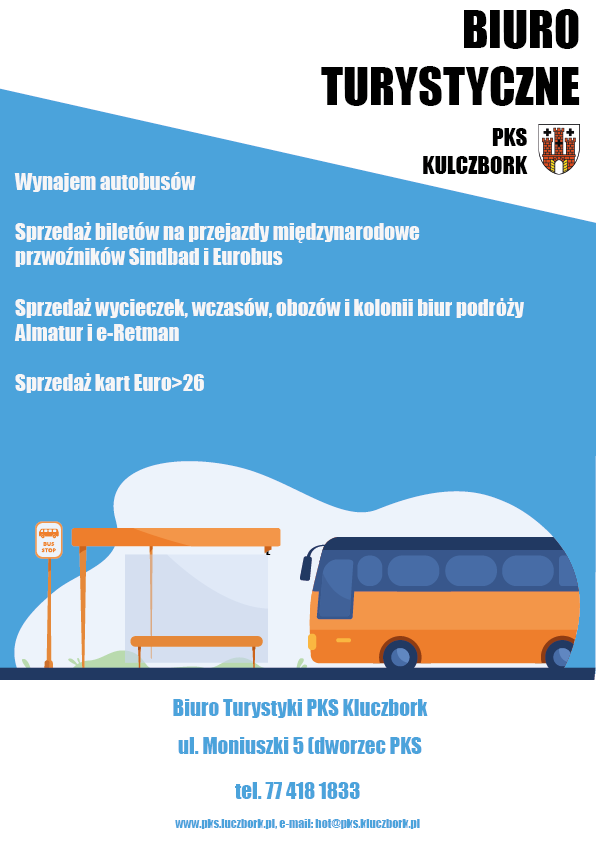 BIURO
TURYSTYCZNE
PKS
KULCZBORK
Wynajem autobusów
Sprzedaż biletów na przejazdy międzynarodowe
przwoźników Sindbad i Eurobus
Sprzedaż wycieczek, wczasów, obozów i kolonii biur podróży
Almatur i e-Retman
Sprzedaż kart Euro>26
BUS
STOP
Biuro Turystyki PKS Kluczbork
ul. Moniuszki 5 (dworzec PKS
tel. 77 418 1833
www.pks.luczbork.pl, e-mail: hot@pks.kluczbork.pl